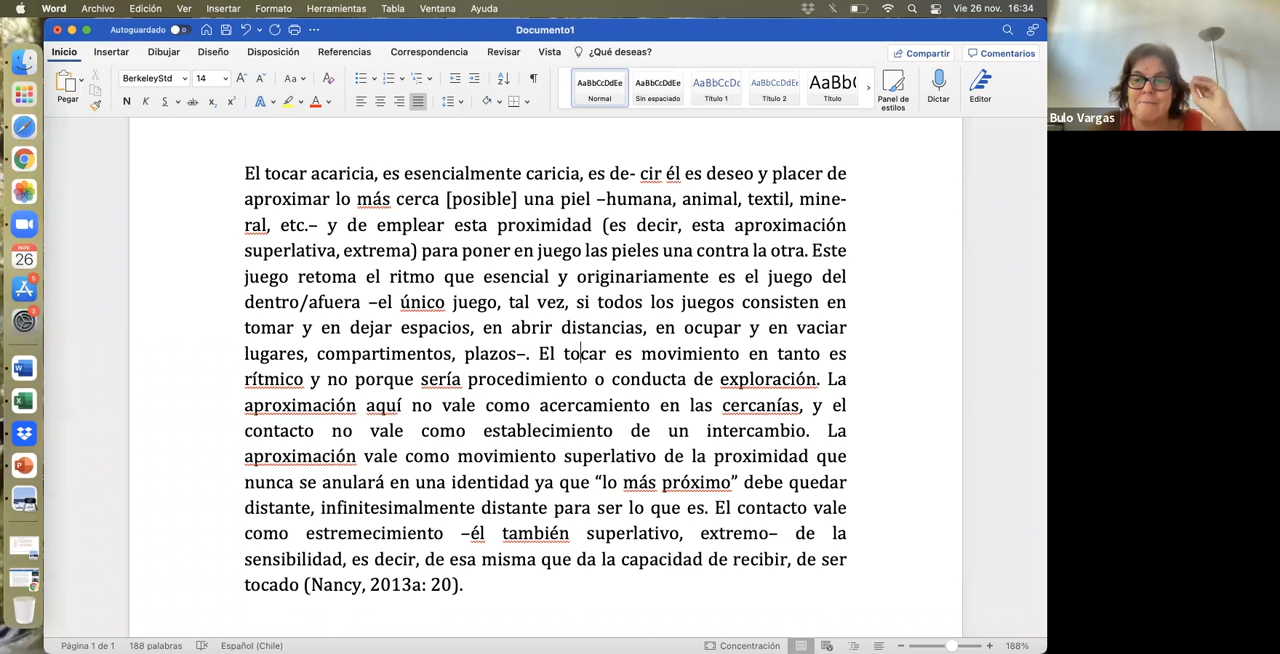 Word Archivo Edición Ver Insertar Formato Herramientas Tabla Ventana Ayuda Vie 26 nov. 16:34
Autoguardado Documento1
Inicio Insertar Dibujar Diseño Disposición Referencias Correspondencia Revisar Vista ¿Qué deseas? Compartir Comentarios
Pegar BerkeleyStd 14 Normal Sin espaciado Título 1 Título 2 Título Panel de estilos Dictar Editor
Bulo Vargas
El tocar acaricia, es esencialmente caricia, es de- cir él es deseo y placer de
aproximar lo más cerca [posible] una piel –humana, animal, textil, mine-
ral, etc.– y de emplear esta proximidad (es decir, esta aproximación
superlativa, extrema) para poner en juego las pieles una contra la otra. Este
juego retoma el ritmo que esencial y originariamente es el juego del
dentro/afuera –el único juego, tal vez, si todos los juegos consisten en
tomar y en dejar espacios, en abrir distancias, en ocupar y en vaciar
lugares, compartimentos, plazos–. El tocar es movimiento en tanto es
rítmico y no porque sería procedimiento o conducta de exploración. La
aproximación aquí no vale como acercamiento en las cercanías, y el
contacto no vale como establecimiento de un intercambio. La
aproximación vale como movimiento superlativo de la proximidad que
nunca se anulará en una identidad ya que “lo más próximo” debe quedar
distante, infinitesimalmente distante para ser lo que es. El contacto vale
como estremecimiento –él también superlativo, extremo– de la
sensibilidad, es decir, de esa misma que da la capacidad de recibir, de ser
tocado (Nancy, 2013a: 20).
Página 1 de 1 188 palabras Español (Chile) Concentración 188%